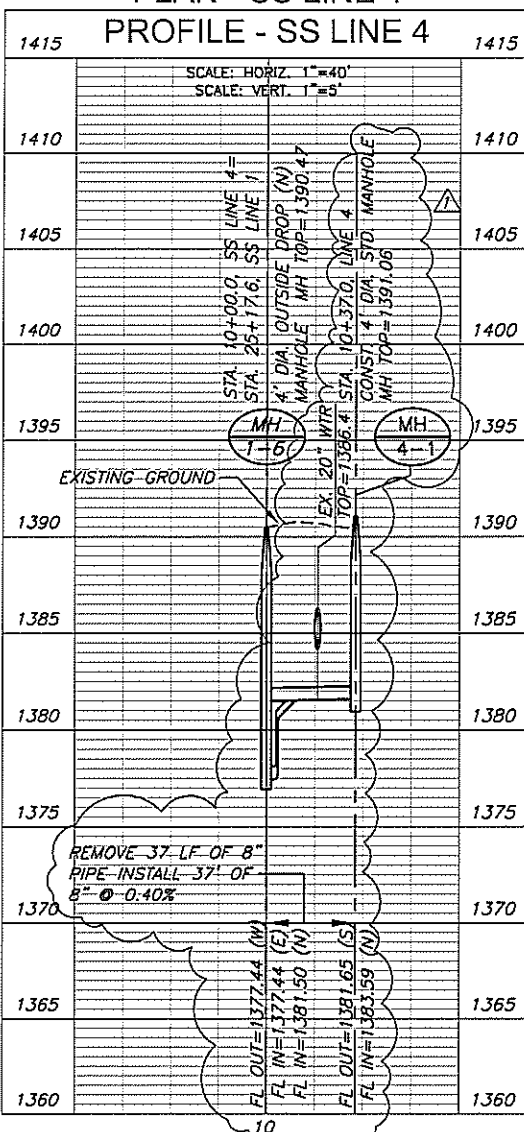 PROFILE - SS LINE 4
SCALE: HORIZ. 1"=40'
SCALE: VERT. 1"=5'
1415
1415
1410
1410
1405
1405
1400
1400
1395
1395
1390
1390
1385
1385
1380
1380
1375
1375
1370
1370
1365
1365
1360
1360
STA. 10+00.0, SS LINE 4=
STA. 25+17.6, SS LINE 1
4' DIA. OUTSIDE DROP (N)
MANHOLE MH TOP=1390.47
EX. 20" WTR
TOP=1386.4
STA. 10+37.0, LINE 4
CONST. 4' DIA. STD. MANHOLE
MH TOP=1391.06
1
MH
1-6
MH
4-1
EXISTING GROUND
REMOVE 37 LF OF 8"
PIPE INSTALL 37' OF
8" @ 0.40%
FL OUT=1377.44 (W)
FL IN=1377.44 (E)
FL IN=1381.50 (N)
FL OUT=1381.65 (S)
FL IN=1383.59 (N)
10